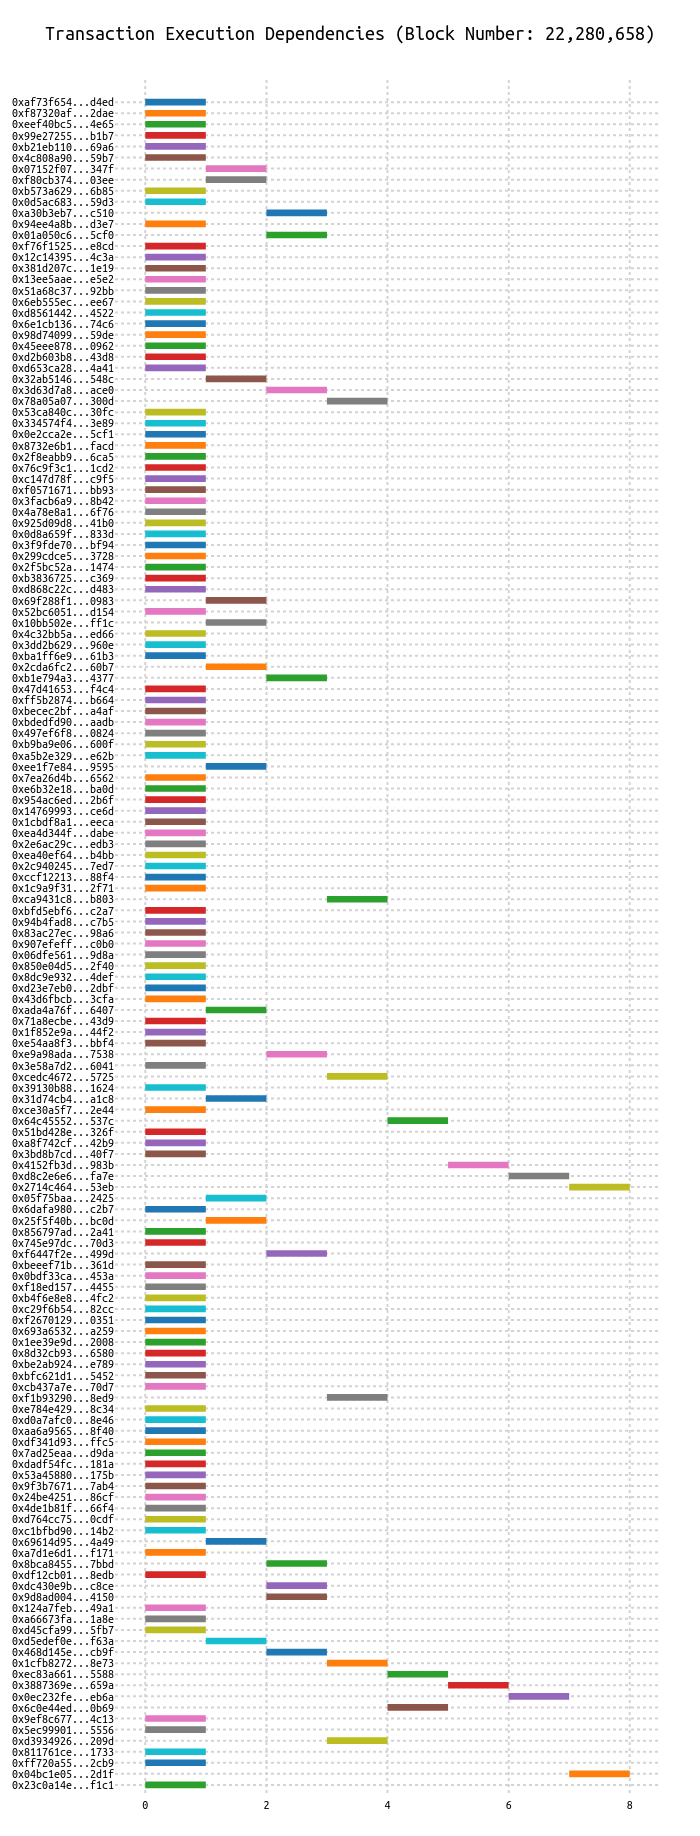 Transaction Execution Dependencies (Block Number: 22,280,658)
0xaf73f654...d4ed
0xf87320af...2dae
0xeef40bc5...4e65
0x99e27255...b1b7
0xb21eb110...69a6
0x4c808a90...59b7
0x07152f07...347f
0xf80cb374...03ee
0xb573a629...6b85
0x0d5ac683...59d3
0xa30b3eb7...c510
0x94ee4a8b...d3e7
0x01a050c6...5cf0
0xf76f1525...e8cd
0x12c14395...4c3a
0x381d207c...1e19
0x13ee5aae...e5e2
0x51a68c37...92bb
0x6eb555ec...ee67
0xd8561442...4522
0x6e1cb136...74c6
0x98d74099...59de
0x45eee878...0962
0xd2b603b8...43d8
0xd653ca28...4a41
0x32ab5146...548c
0x3d63d7a8...ace0
0x78a05a07...300d
0x53ca840c...30fc
0x334574f4...3e89
0x0e2cca2e...5cf1
0x8732e6b1...facd
0x2f8eabb9...6ca5
0x76c9f3c1...1cd2
0xc147d78f...c9f5
0xf0571671...bb93
0x3facb6a9...8b42
0x4a78e8a1...6f76
0x925d09d8...41b0
0x0d8a659f...833d
0x3f9fde70...bf94
0x299cdce5...3728
0x2f5bc52a...1474
0xb3836725...c369
0xd868c22c...d483
0x69f288f1...0983
0x52bc6051...d154
0x10bb502e...ff1c
0x4c32bb5a...ed66
0x3dd2b629...960e
0xba1ff6e9...61b3
0x2cda6fc2...60b7
0xb1e794a3...4377
0x47d41653...f4c4
0xff5b2874...b664
0xbecec2bf...a4af
0xbdedfd90...aadb
0x497ef6f8...0824
0xb9ba9e06...600f
0xa5b2e329...e62b
0xee1f7e84...9595
0x7ea26d4b...6562
0xe6b32e18...ba0d
0x954ac6ed...2b6f
0x14769993...ce6d
0x1cbdf8a1...eeca
0xea4d344f...dabe
0x2e6ac29c...edb3
0xea40ef64...b4bb
0x2c940245...7ed7
0xccf12213...88f4
0x1c9a9f31...2f71
0xca9431c8...b803
0xbfd5ebf6...c2a7
0x94b4fad8...c7b5
0x83ac27ec...98a6
0x907efeff...c0b0
0x06dfe561...9d8a
0x850e04d5...2f40
0x8dc9e932...4def
0xd23e7eb0...2dbf
0x43d6fbcb...3cfa
0xada4a76f...6407
0x71a8ecbe...43d9
0x1f852e9a...44f2
0xe54aa8f3...bbf4
0xe9a98ada...7538
0x3e58a7d2...6041
0xcedc4672...5725
0x39130b88...1624
0x31d74cb4...a1c8
0xce30a5f7...2e44
0x64c45552...537c
0x51bd428e...326f
0xa8f742cf...42b9
0x3bd8b7cd...40f7
0x4152fb3d...983b
0xd8c2e6e6...fa7e
0x2714c464...53eb
0x05f75baa...2425
0x6dafa980...c2b7
0x25f5f40b...bc0d
0x856797ad...2a41
0x745e97dc...70d3
0xf6447f2e...499d
0xbeeef71b...361d
0x0bdf33ca...453a
0xf18ed157...4455
0xb4f6e8e8...4fc2
0xc29f6b54...82cc
0xf2670129...0351
0x693a6532...a259
0x1ee39e9d...2008
0x8d32cb93...6580
0xbe2ab924...e789
0xbfc621d1...5452
0xcb437a7e...70d7
0xf1b93290...8ed9
0xe784e429...8c34
0xd0a7afc0...8e46
0xaa6a9565...8f40
0xdf341d93...ffc5
0x7ad25eaa...d9da
0xdadf54fc...181a
0x53a45880...175b
0x9f3b7671...7ab4
0x24be4251...86cf
0x4de1b81f...66f4
0xd764cc75...0cdf
0xc1bfbd90...14b2
0x69614d95...4a49
0xa7d1e6d1...f171
0x8bca8455...7bbd
0xdf12cb01...8edb
0xdc430e9b...c8ce
0x9d8ad004...4150
0x124a7feb...49a1
0xa66673fa...1a8e
0xd45cfa99...5fb7
0xd5edef0e...f63a
0x468d145e...cb9f
0x1cfb8272...8e73
0xec83a661...5588
0x3887369e...659a
0x0ec232fe...eb6a
0x6c0e44ed...0b69
0x9ef8c677...4c13
0x5ec99901...5556
0xd3934926...209d
0x811761ce...1733
0xff720a55...2cb9
0x04bc1e05...2d1f
0x23c0a14e...f1c1
0 2 4 6 8